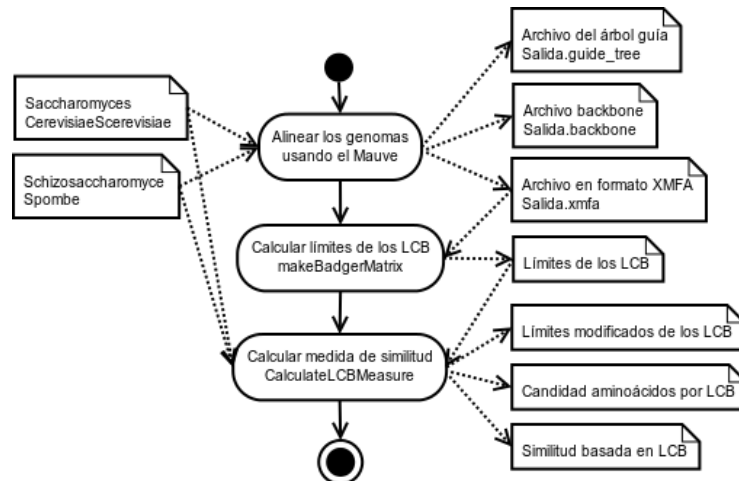 Archivo del árbol guía
Salida.guide_tree
Saccharomyces
CerevisiaeScerevisiae
Archivo backbone
Salida.backbone
Alinear los genomas
usando el Mauve
Schizosaccharomyce
Spombe
Archivo en formato XMFA
Salida.xmfa
Calcular límites de los LCB
makeBadgerMatrix
Límites de los LCB
Límites modificados de los LCB
Calcular medida de similitud
CalculateLCBMeasure
Candidad aminoácidos por LCB
Similitud basada en LCB